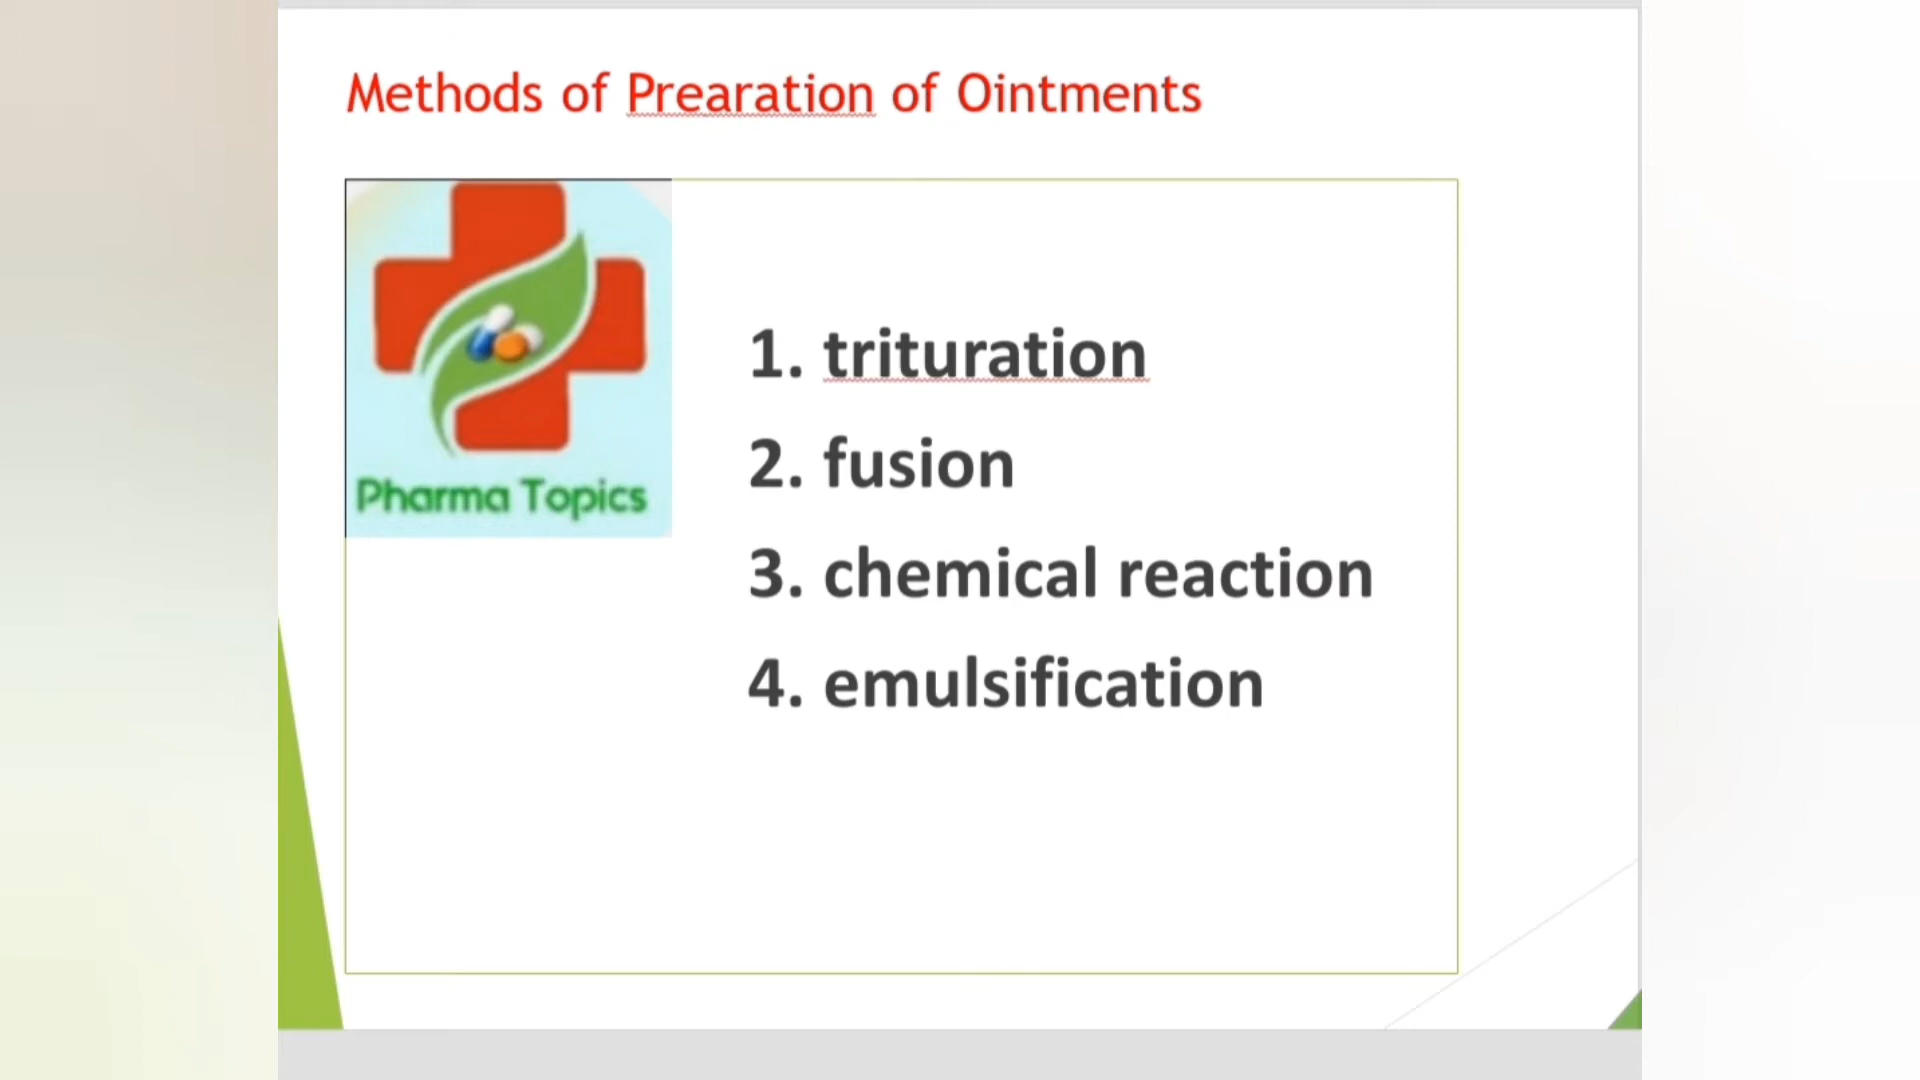 Methods of Prearation of Ointments
Pharma Topics
1. trituration
2. fusion
3. chemical reaction
4. emulsification